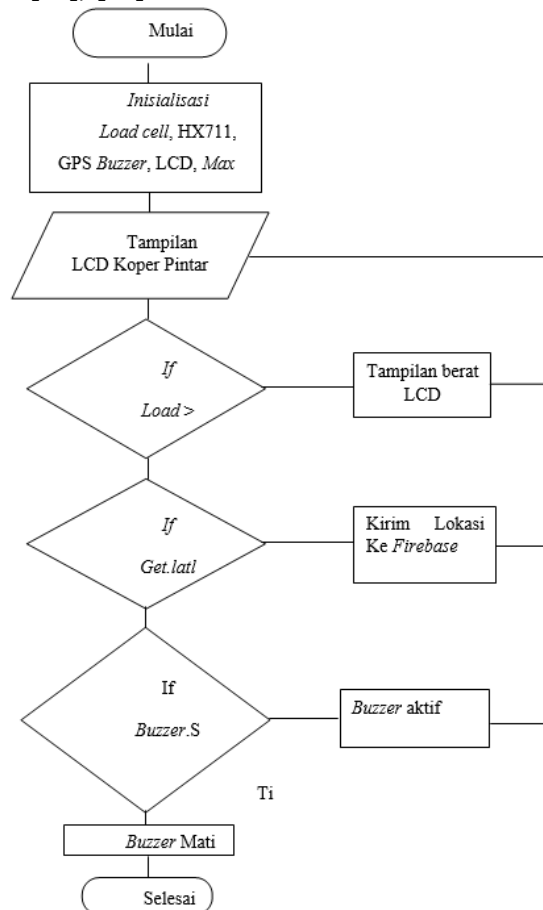 Mulai
Inisialisasi
Load cell, HX711,
GPS Buzzer, LCD, Max
Tampilan
LCD Koper Pintar
If
Load >
Tampilan berat
LCD
If
Get.latl
Kirim Lokasi
Ke Firebase
If
Buzzer.S
Buzzer aktif
Ti
Buzzer Mati
Selesai